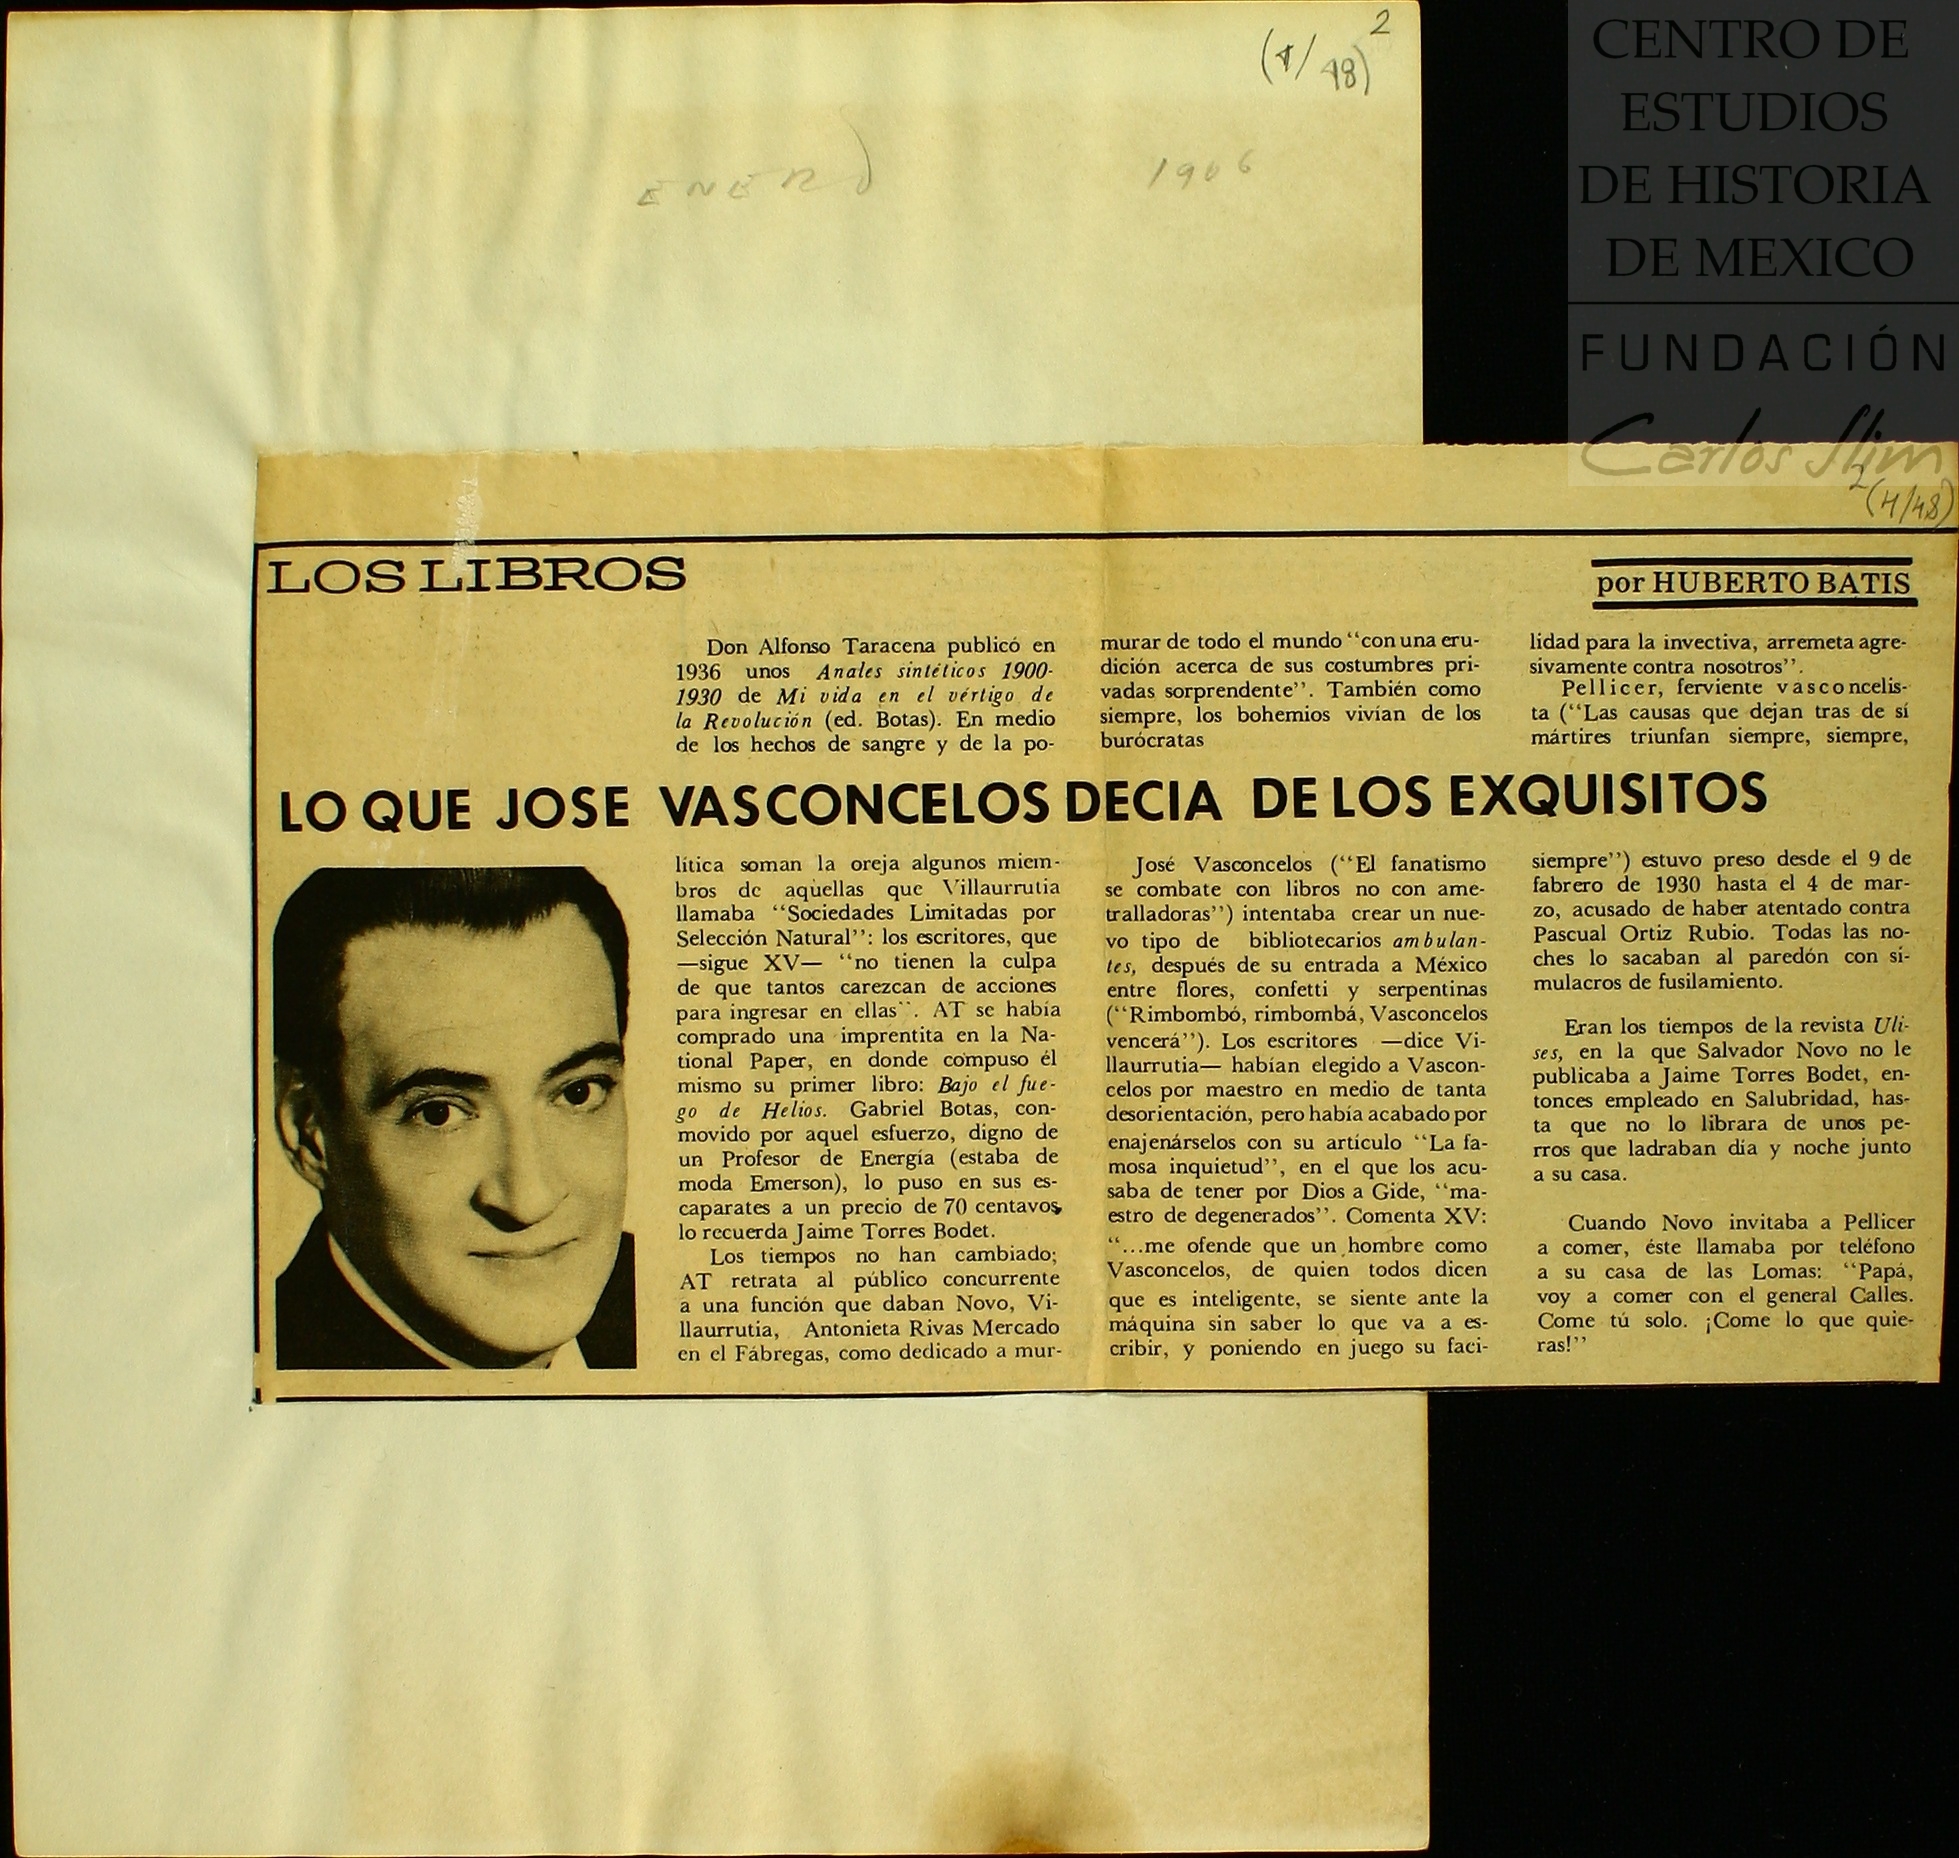 2
(4/48)
ENERO 1906
CENTRO DE
ESTUDIOS
DE HISTORIA
DE MEXICO
FUNDACIÓN
Carlos Slim
2
(4/48)
LOS LIBROS
por HUBERTO BATIS
Don Alfonso Taracena publicó en
1936 unos Anales sintéticos 1900-
1930 de Mi vida en el vértigo de
la Revolución (ed. Botas). En medio
de los hechos de sangre y de la po-
murar de todo el mundo “con una eru-
dición acerca de sus costumbres pri-
vadas sorprendente”. También como
siempre, los bohemios vivían de los
burócratas
lidad para la invectiva, arremeta agre-
sivamente contra nosotros”.
Pellicer, ferviente vasconcelis-
ta (“Las causas que dejan tras de sí
mártires triunfan siempre, siempre,
LO QUE JOSE VASCONCELOS DECIA DE LOS EXQUISITOS
lítica soman la oreja algunos miem-
bros de aquellas que Villaurrutia
llamaba “Sociedades Limitadas por
Selección Natural”: los escritores, que
—sigue XV— “no tienen la culpa
de que tantos carezcan de acciones
para ingresar en ellas”. AT se había
comprado una imprentita en la Na-
tional Paper, en donde compuso él
mismo su primer libro: Bajo el fue-
go de Helios. Gabriel Botas, con-
movido por aquel esfuerzo, digno de
un Profesor de Energía (estaba de
moda Emerson), lo puso en sus es-
caparates a un precio de 70 centavos,
lo recuerda Jaime Torres Bodet.
Los tiempos no han cambiado;
AT retrata al público concurrente
a una función que daban Novo, Vi-
llaurrutia, Antonieta Rivas Mercado
en el Fábregas, como dedicado a mur-
José Vasconcelos (“El fanatismo
se combate con libros no con ame-
tralladoras”) intentaba crear un nue-
vo tipo de bibliotecarios ambulan-
tes, después de su entrada a México
entre flores, confetti y serpentinas
(“Rimbombó, rimbombá, Vasconcelos
vencerá”). Los escritores —dice Vi-
llaurrutia— habían elegido a Vascon-
celos por maestro en medio de tanta
desorientación, pero había acabado por
enajenárselos con su artículo “La fa-
mosa inquietud”, en el que los acu-
saba de tener por Dios a Gide, “ma-
estro de degenerados”. Comenta XV:
“...me ofende que un hombre como
Vasconcelos, de quien todos dicen
que es inteligente, se siente ante la
máquina sin saber lo que va a es-
cribir, y poniendo en juego su faci-
siempre”) estuvo preso desde el 9 de
fabrero de 1930 hasta el 4 de mar-
zo, acusado de haber atentado contra
Pascual Ortiz Rubio. Todas las no-
ches lo sacaban al paredón con si-
mulacros de fusilamiento.
Eran los tiempos de la revista Uli-
ses, en la que Salvador Novo no le
publicaba a Jaime Torres Bodet, en-
tonces empleado en Salubridad, has-
ta que no lo librara de unos pe-
rros que ladraban día y noche junto
a su casa.
Cuando Novo invitaba a Pellicer
a comer, éste llamaba por teléfono
a su casa de las Lomas: “Papá,
voy a comer con el general Calles.
Come tú solo. ¡Come lo que quie-
ras!”